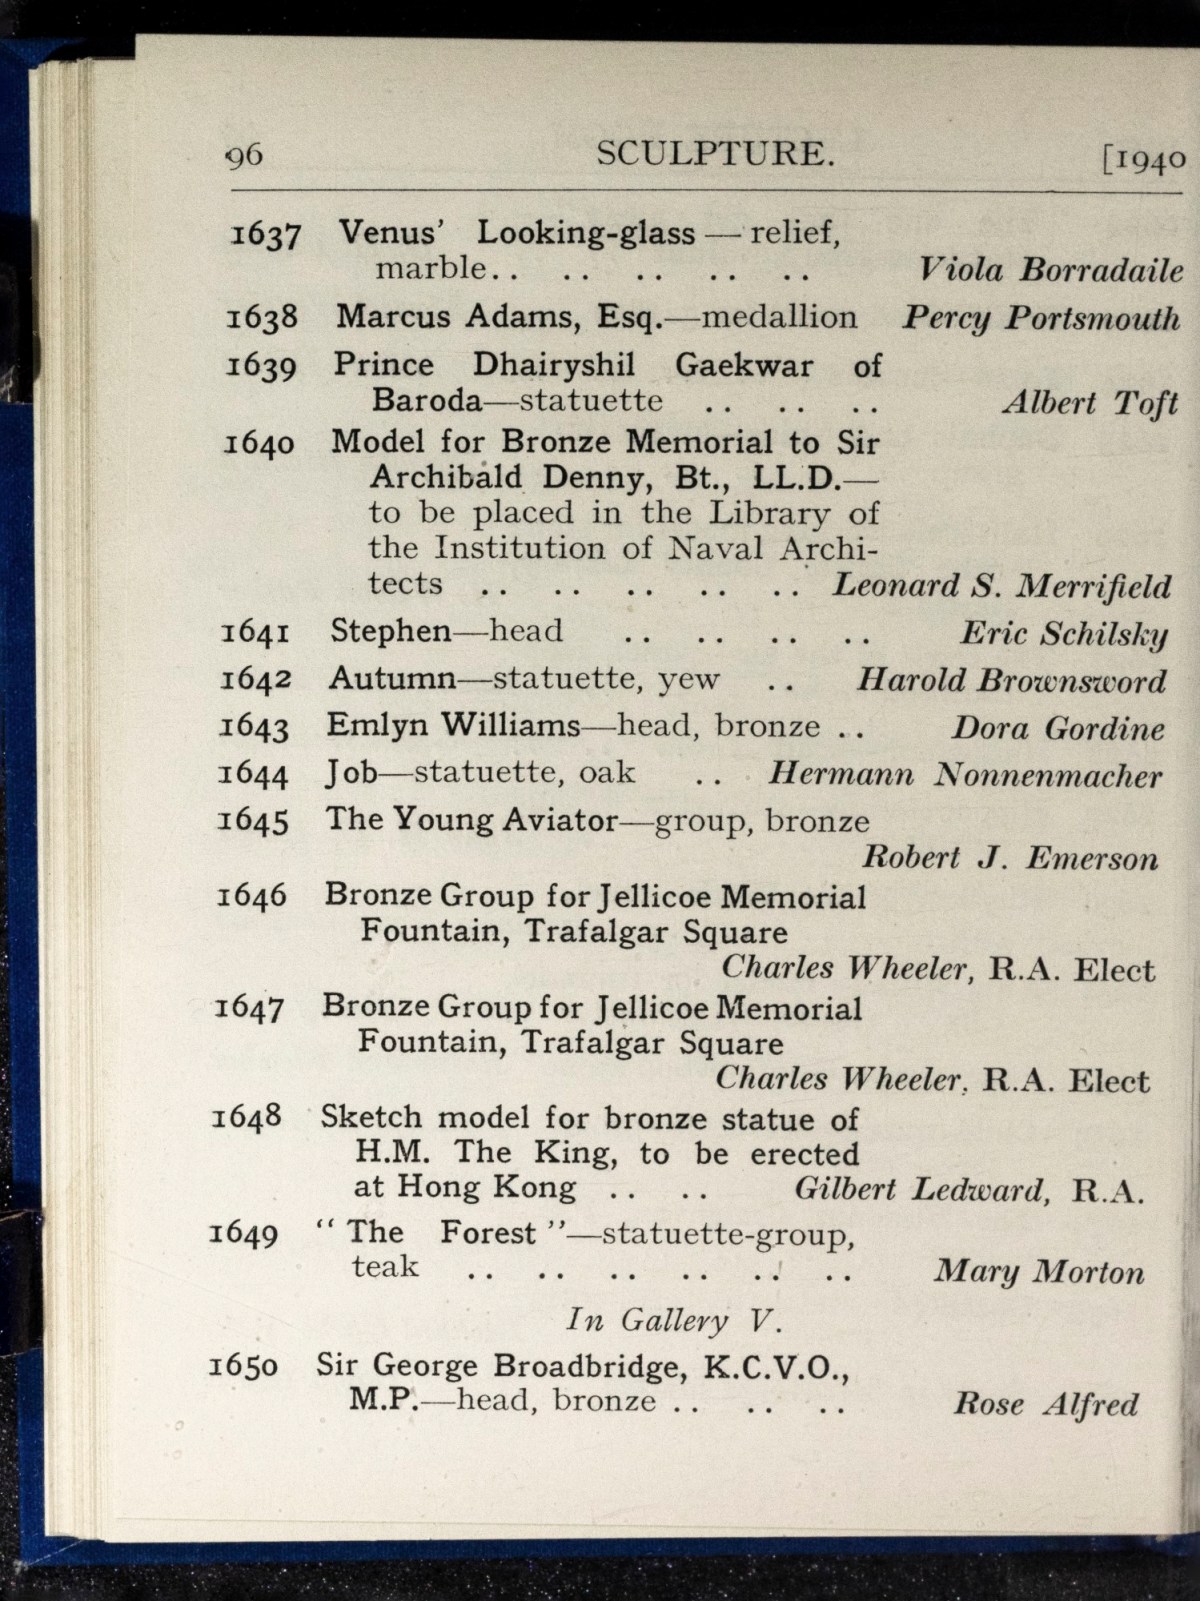 96 SCULPTURE. [1940
1637 Venus' Looking-glass — relief,
marble.. .. .. .. .. Viola Borradaile
1638 Marcus Adams, Esq.—medallion Percy Portsmouth
1639 Prince Dhairyshil Gaekwar of
Baroda—statuette .. .. .. Albert Toft
1640 Model for Bronze Memorial to Sir
Archibald Denny, Bt., LL.D.—
to be placed in the Library of
the Institution of Naval Archi-
tects .. .. .. .. .. Leonard S. Merrifield
1641 Stephen—head .. .. .. .. Eric Schilsky
1642 Autumn—statuette, yew .. Harold Brownsword
1643 Emlyn Williams—head, bronze .. Dora Gordine
1644 Job—statuette, oak .. Hermann Nonnenmacher
1645 The Young Aviator—group, bronze
Robert J. Emerson
1646 Bronze Group for Jellicoe Memorial
Fountain, Trafalgar Square
Charles Wheeler, R.A. Elect
1647 Bronze Group for Jellicoe Memorial
Fountain, Trafalgar Square
Charles Wheeler, R.A. Elect
1648 Sketch model for bronze statue of
H.M. The King, to be erected
at Hong Kong .. .. Gilbert Ledward, R.A.
1649 "The Forest"—statuette-group,
teak .. .. .. .. .. .. Mary Morton
In Gallery V.
1650 Sir George Broadbridge, K.C.V.O.,
M.P.—head, bronze .. .. .. Rose Alfred